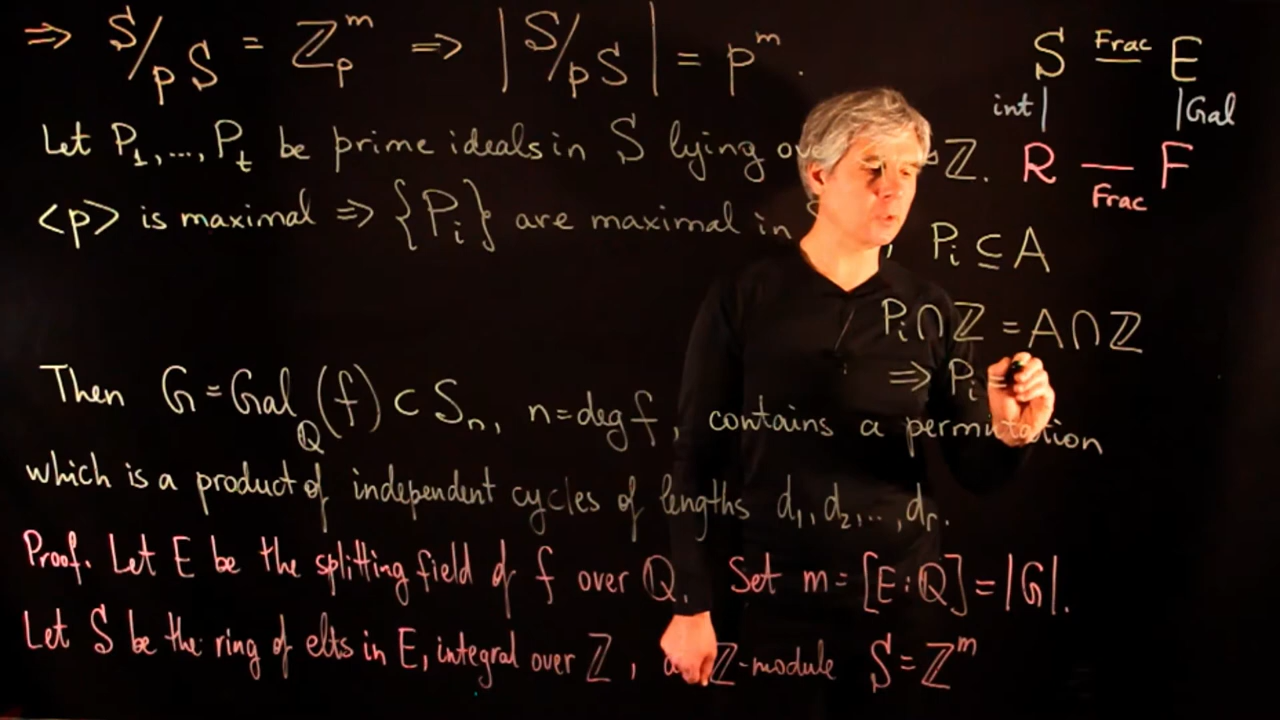 ⇒ S/pS = ℤ_p^m ⇒ |S/pS| = p^m.
S Frac E
int | | Gal
R — F
Frac
Let P_1, ..., P_t be prime ideals in S lying ℤ.
<p> is maximal ⇒ {P_i} are maximal in
P_i ⊆ A
P_i ∩ ℤ = A ∩ ℤ
⇒ P_i =
Then G = Gal_ℚ(f) ⊂ S_n, n = deg f, contains a permutation
which is a product of independent cycles of lengths d_1, d_2, ..., d_r.
Proof. Let E be the splitting field of f over ℚ. Set m = [E:ℚ] = |G|.
Let S be the ring of elts in E, integral over ℤ, ℤ-module S = ℤ^m